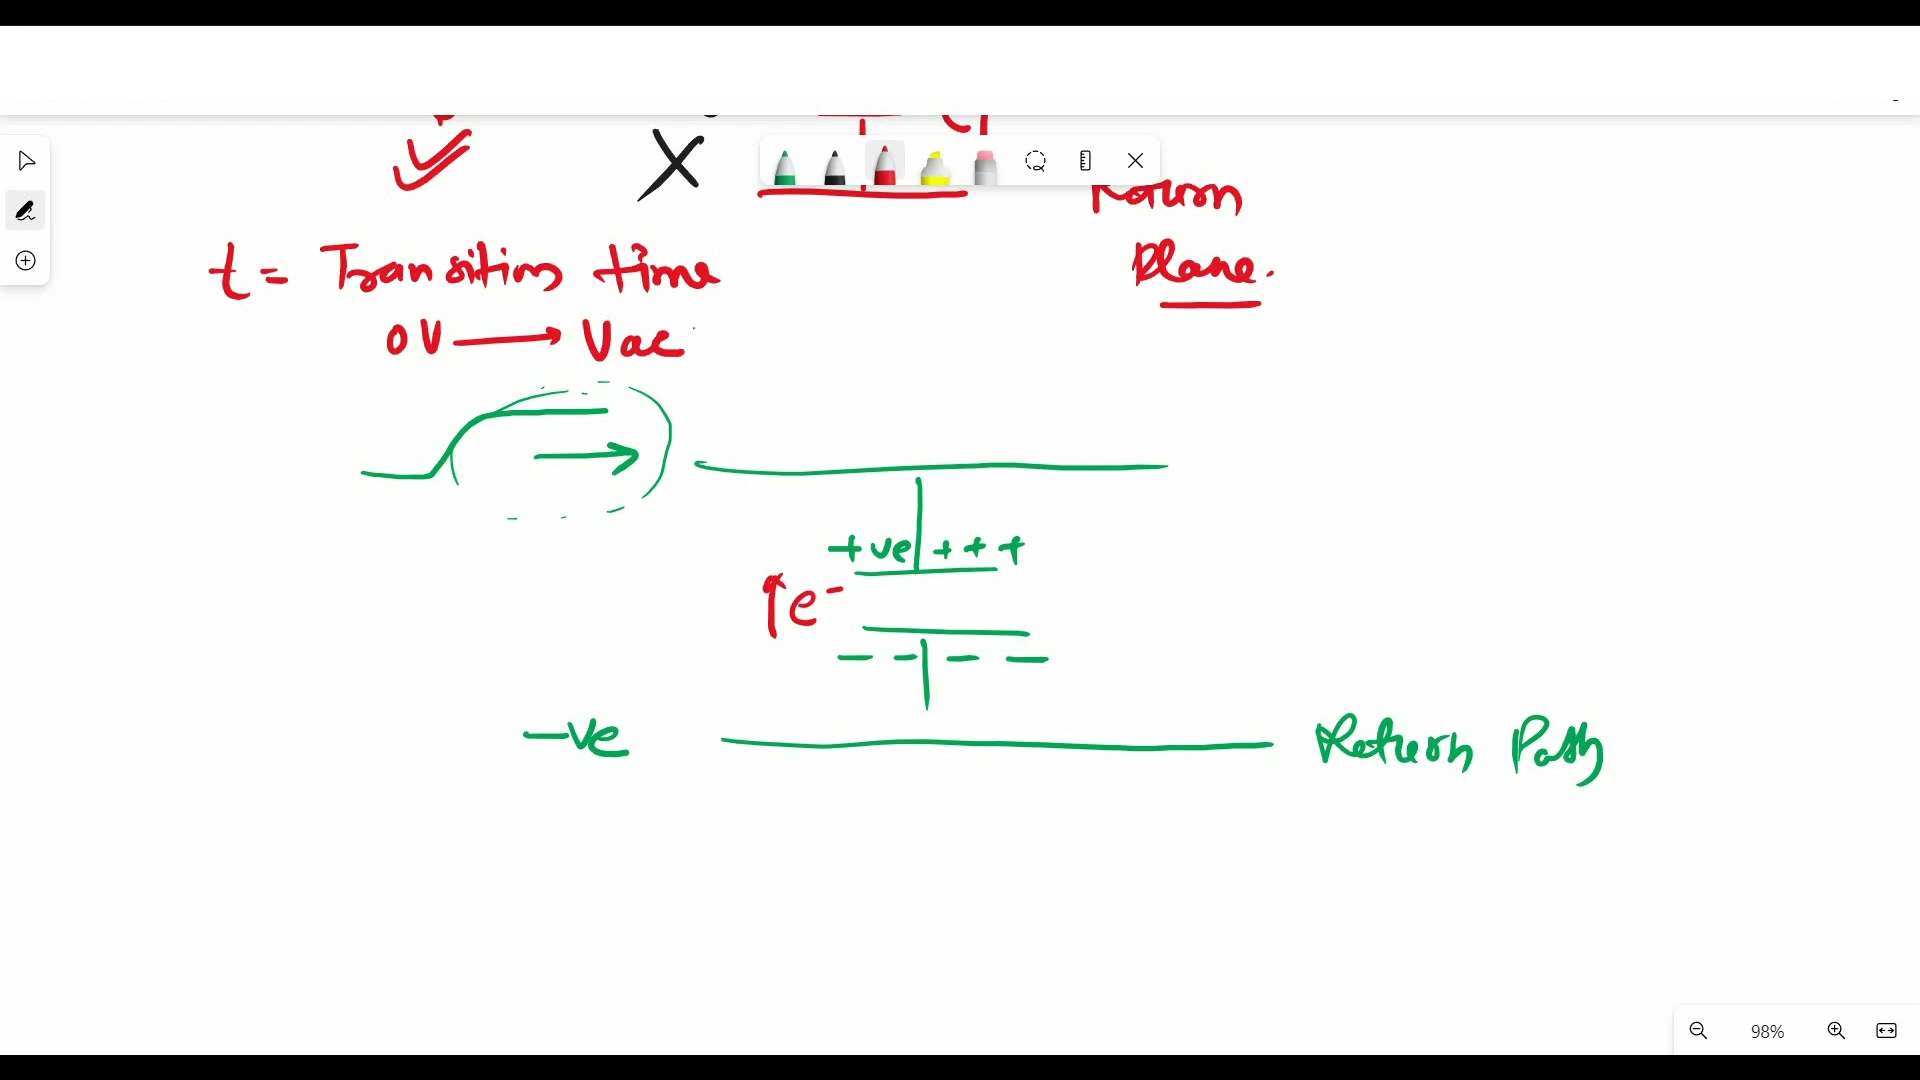 Return
Plane.
t = Transition time
0V → Vac
+ve + + +
↑e-
-ve
Return Path
98%